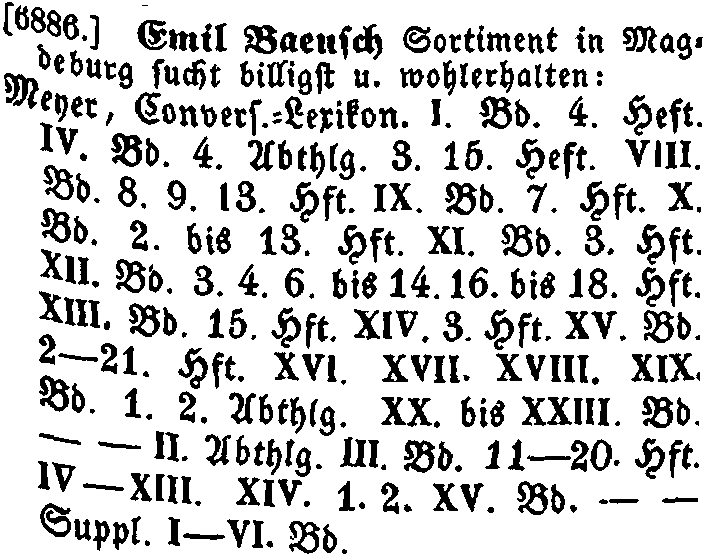 [6886.] Emil Baensch Sortiment in Mag-
deburg sucht billigst u. wohlerhalten:
Meyer, Convers.-Lexikon. I. Bd. 4. Heft.
IV. Bd. 4. Abthlg. 3. 15. Heft. VIII.
Bd. 8. 9. 13. Hft. IX. Bd. 7. Hft. X.
Bd. 2. bis 13. Hft. XI. Bd. 3. Hft.
XII. Bd. 3. 4. 6. bis 14. 16. bis 18. Hft.
XIII. Bd. 15. Hft. XIV. 3. Hft. XV. Bd.
2—21. Hft. XVI. XVII. XVIII. XIX.
Bd. 1. 2. Abthlg. XX. bis XXIII. Bd.
— — II. Abthlg. III. Bd. 11—20. Hft.
IV—XIII. XIV. 1. 2. XV. Bd. — —
Suppl. I—VI. Bd.